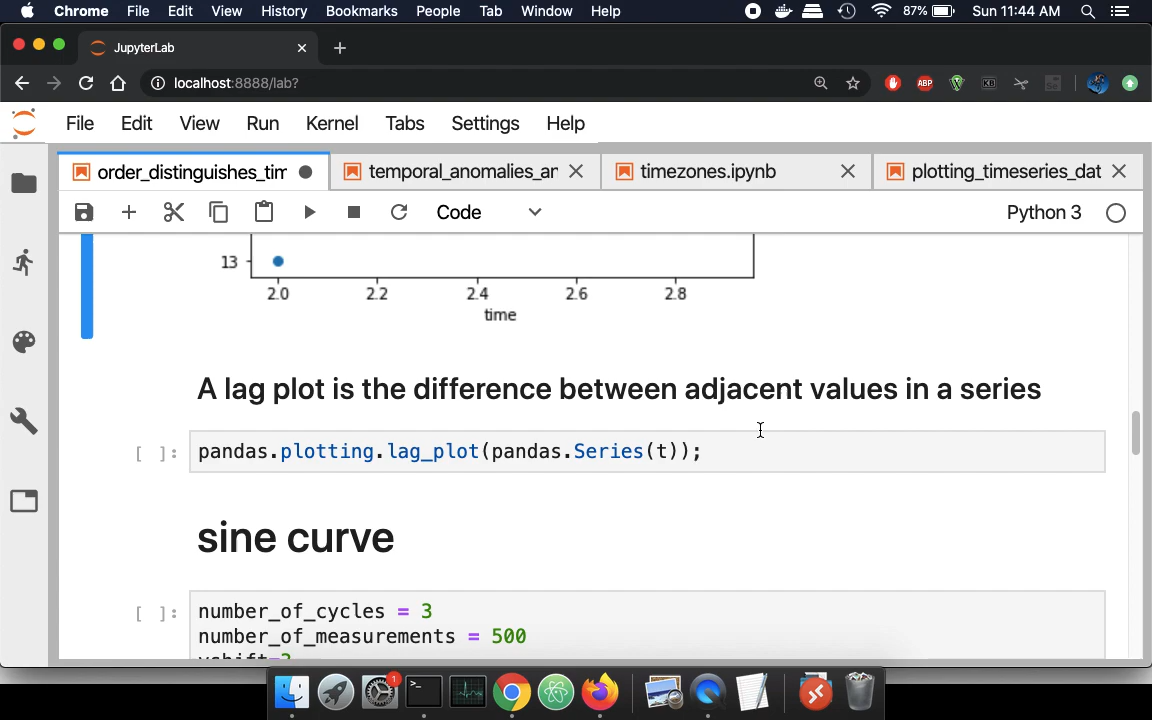 Chrome File Edit View History Bookmarks People Tab Window Help 87% Sun 11:44 AM
JupyterLab
localhost:8888/lab?
ABP KB
File Edit View Run Kernel Tabs Settings Help
order_distinguishes_tim temporal_anomalies_ar timezones.ipynb plotting_timeseries_dat
Code Python 3
13
2.0 2.2 2.4 2.6 2.8
time
A lag plot is the difference between adjacent values in a series
[ ]: pandas.plotting.lag_plot(pandas.Series(t));
sine curve
[ ]: number_of_cycles = 3
number_of_measurements = 500
1